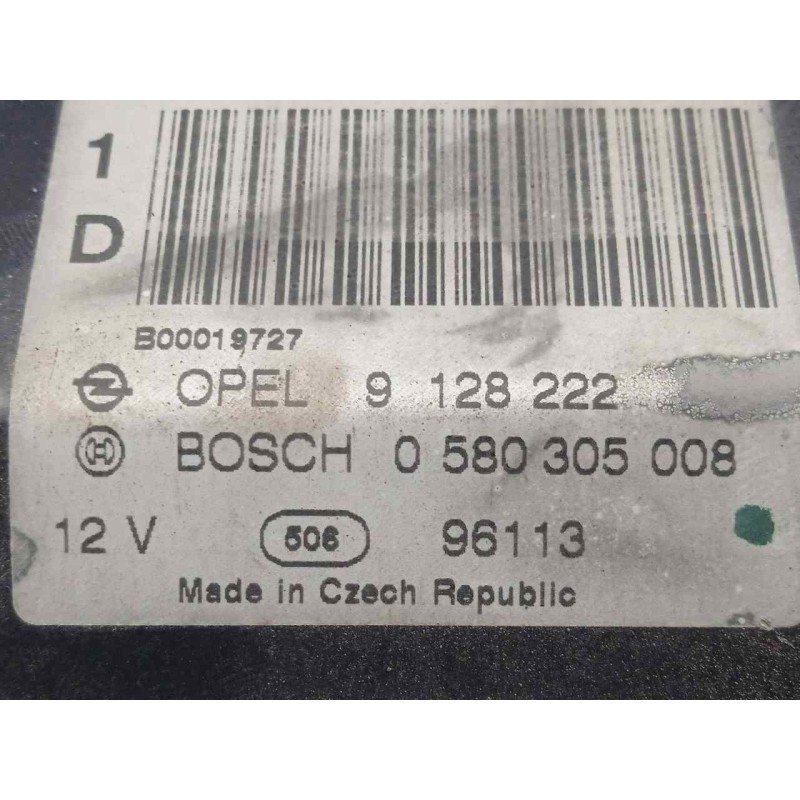 1
D
B00019727
OPEL 9 128 222
BOSCH 0 580 305 008
12 V 506 96113
Made in Czech Republic